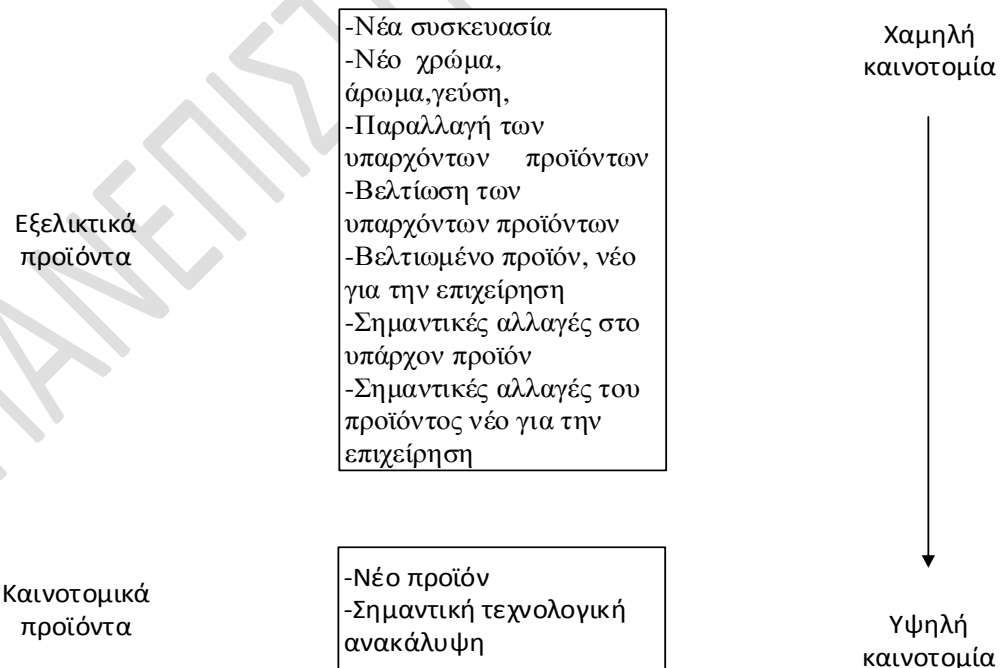 -Νέα συσκευασία
-Νέο χρώμα,
άρωμα,γεύση,
-Παραλλαγή των
υπαρχόντων προϊόντων
-Βελτίωση των
υπαρχόντων προϊόντων
-Βελτιωμένο προϊόν, νέο
για την επιχείρηση
-Σημαντικές αλλαγές στο
υπάρχον προϊόν
-Σημαντικές αλλαγές του
προϊόντος νέο για την
επιχείρηση
Χαμηλή
καινοτομία
Εξελικτικά
προϊόντα
Καινοτομικά
προϊόντα
-Νέο προϊόν
-Σημαντική τεχνολογική
ανακάλυψη
Υψηλή
καινοτομία